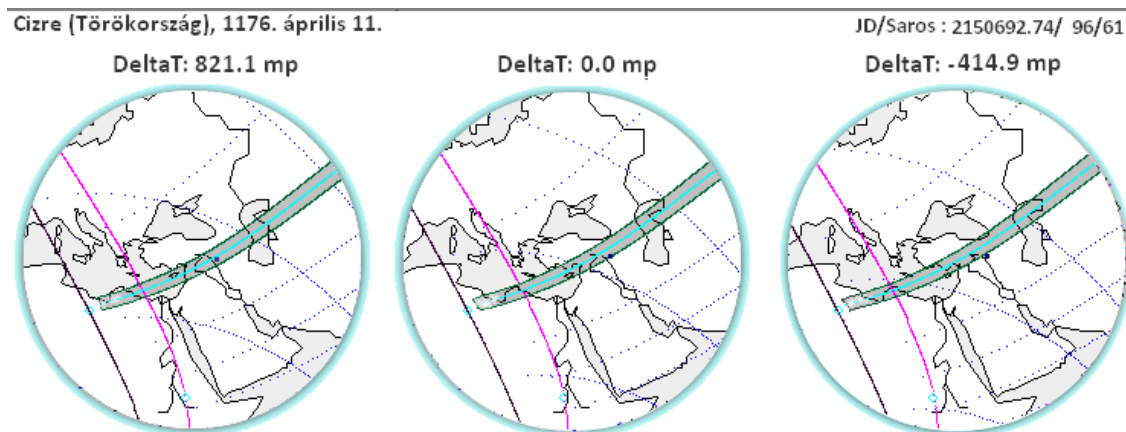 Cizre (Törökország), 1176. április 11.
JD/Saros : 2150692.74/ 96/61
DeltaT: 821.1 mp
DeltaT: 0.0 mp
DeltaT: -414.9 mp